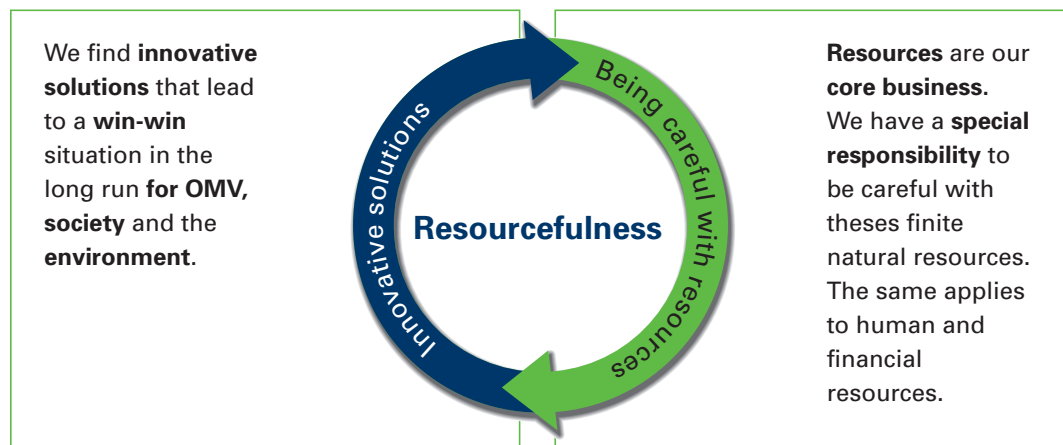 We find innovative
solutions that lead
to a win-win
situation in the
long run for OMV,
society and the
environment.
Innovative solutions
Resourcefulness
Being careful with resources
Resources are our
core business.
We have a special
responsibility to
be careful with
theses finite
natural resources.
The same applies
to human and
financial
resources.